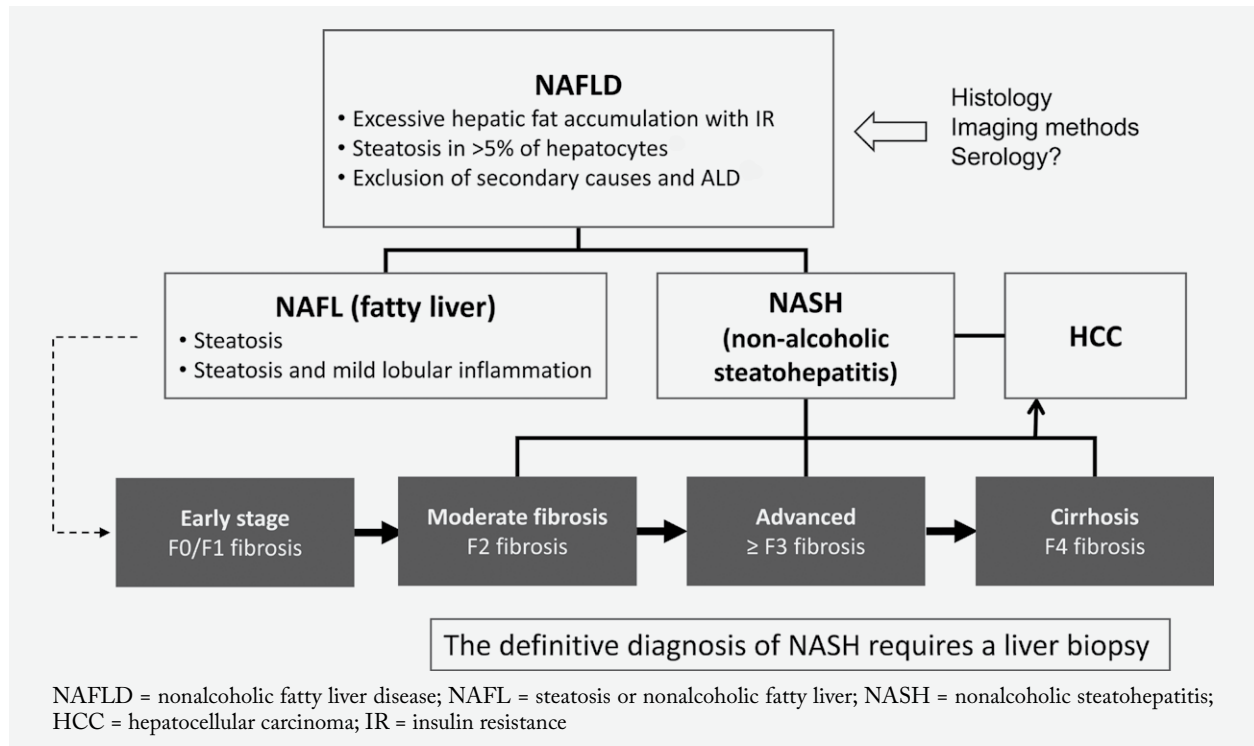 NAFLD
• Excessive hepatic fat accumulation with IR
• Steatosis in >5% of hepatocytes
• Exclusion of secondary causes and ALD
Histology
Imaging methods
Serology?
NAFL (fatty liver)
• Steatosis
• Steatosis and mild lobular inflammation
NASH
(non-alcoholic
steatohepatitis)
HCC
Early stage
F0/F1 fibrosis
Moderate fibrosis
F2 fibrosis
Advanced
≥ F3 fibrosis
Cirrhosis
F4 fibrosis
The definitive diagnosis of NASH requires a liver biopsy
NAFLD = nonalcoholic fatty liver disease; NAFL = steatosis or nonalcoholic fatty liver; NASH = nonalcoholic steatohepatitis;
HCC = hepatocellular carcinoma; IR = insulin resistance